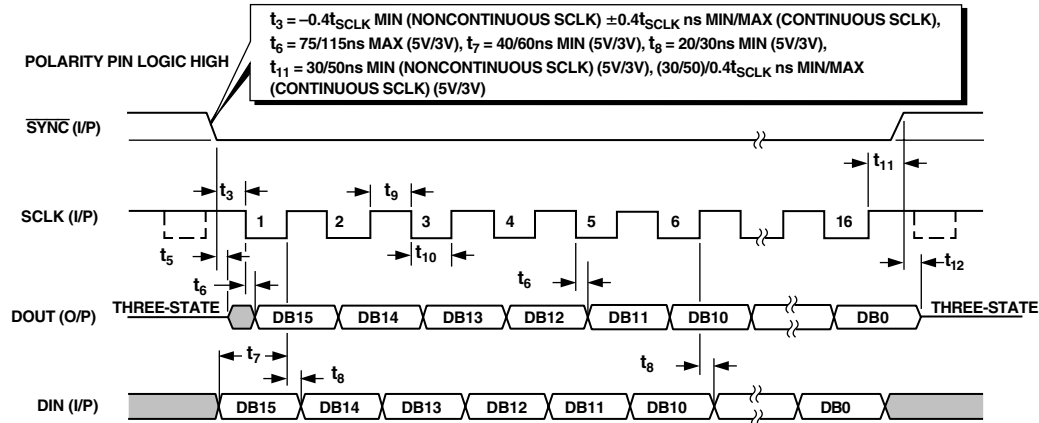 t3 = –0.4tSCLK MIN (NONCONTINUOUS SCLK) ±0.4tSCLK ns MIN/MAX (CONTINUOUS SCLK),
t6 = 75/115ns MAX (5V/3V), t7 = 40/60ns MIN (5V/3V), t8 = 20/30ns MIN (5V/3V),
t11 = 30/50ns MIN (NONCONTINUOUS SCLK) (5V/3V), (30/50)/0.4tSCLK ns MIN/MAX
(CONTINUOUS SCLK) (5V/3V)
POLARITY PIN LOGIC HIGH
SYNC (I/P)
t11
t3
t9
SCLK (I/P)
1 2 3 4 5 6 16
t10
t5
t12
t6
t6
THREE-STATE
THREE-STATE
DOUT (O/P)
DB15 DB14 DB13 DB12 DB11 DB10 DB0
t7
t8
t8
DIN (I/P)
DB15 DB14 DB13 DB12 DB11 DB10 DB0